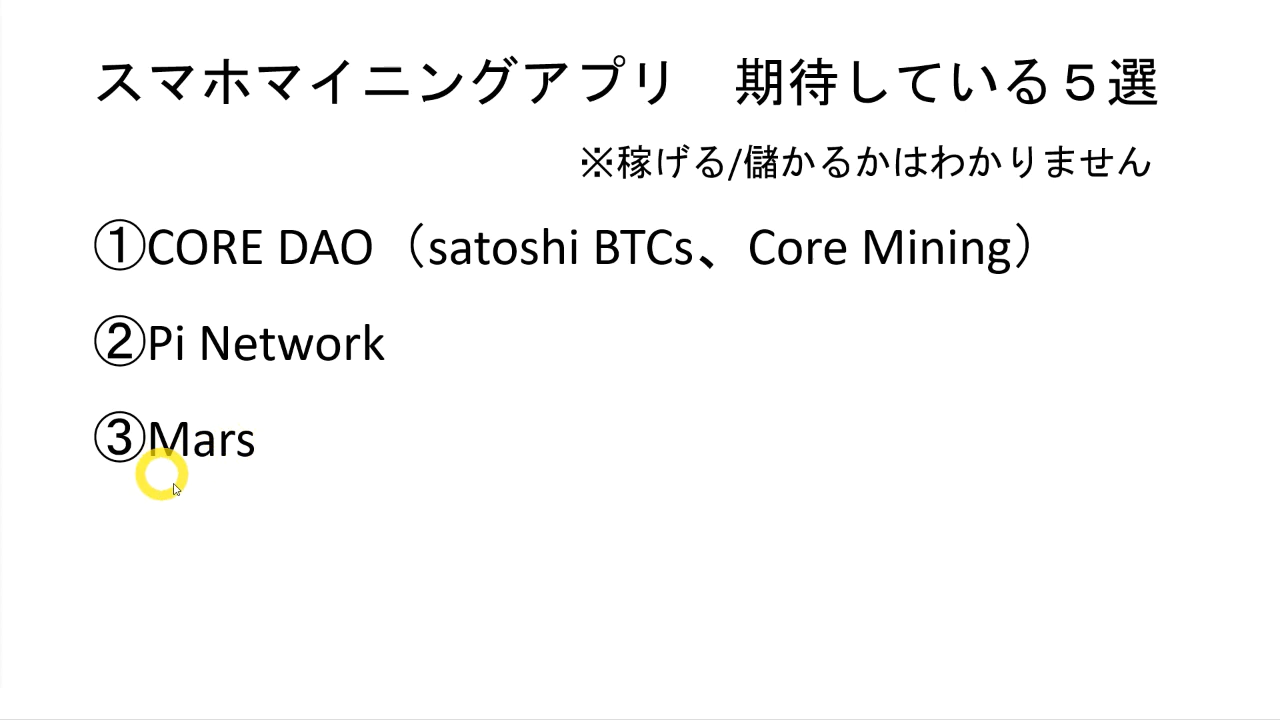 スマホマイニングアプリ　期待している５選
※稼げる/儲かるかはわかりません
①CORE DAO（satoshi BTCs、Core Mining）
②Pi Network
③Mars